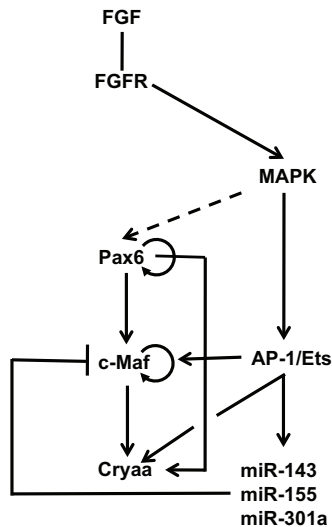 FGF
FGFR
MAPK
Pax6
c-Maf
AP-1/Ets
Cryaa
miR-143
miR-155
miR-301a